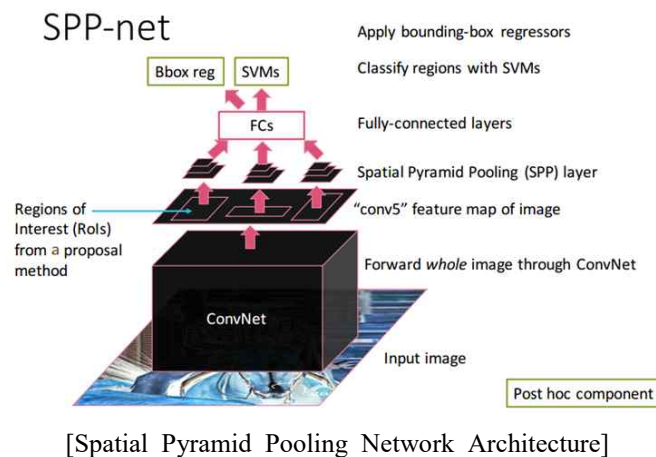 SPP-net
Apply bounding-box regressors
Bbox reg
SVMs
Classify regions with SVMs
FCs
Fully-connected layers
Spatial Pyramid Pooling (SPP) layer
Regions of
Interest (RoIs)
from a proposal
method
“conv5” feature map of image
Forward whole image through ConvNet
ConvNet
Input image
Post hoc component
[Spatial Pyramid Pooling Network Architecture]